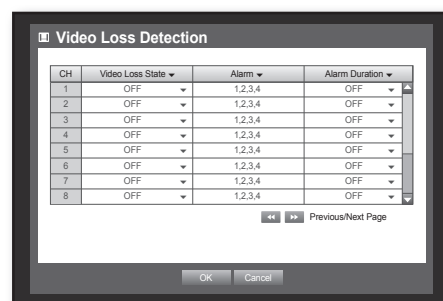 Video Loss Detection
CH Video Loss State Alarm Alarm Duration
1 OFF 1,2,3,4 OFF
2 OFF 1,2,3,4 OFF
3 OFF 1,2,3,4 OFF
4 OFF 1,2,3,4 OFF
5 OFF 1,2,3,4 OFF
6 OFF 1,2,3,4 OFF
7 OFF 1,2,3,4 OFF
8 OFF 1,2,3,4 OFF
Previous/Next Page
OK Cancel